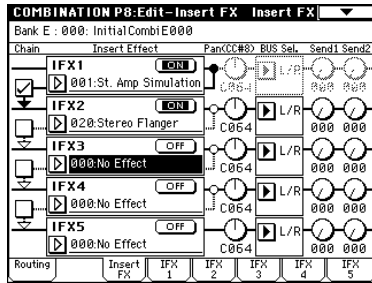 COMBINATION P8:Edit-Insert FX Insert FX
Bank E : 000: InitialCombiE000
Chain Insert Effect Pan(CC#8) BUS Sel. Send1 Send2
IFX1 ON
001:St. Amp Simulation C064 L/R 000 000
IFX2 ON
020:Stereo Flanger C064 L/R 000 000
IFX3 OFF
000:No Effect C064 L/R 000 000
IFX4 OFF
000:No Effect C064 L/R 000 000
IFX5 OFF
000:No Effect C064 L/R 000 000
Routing Insert FX IFX 1 IFX 2 IFX 3 IFX 4 IFX 5